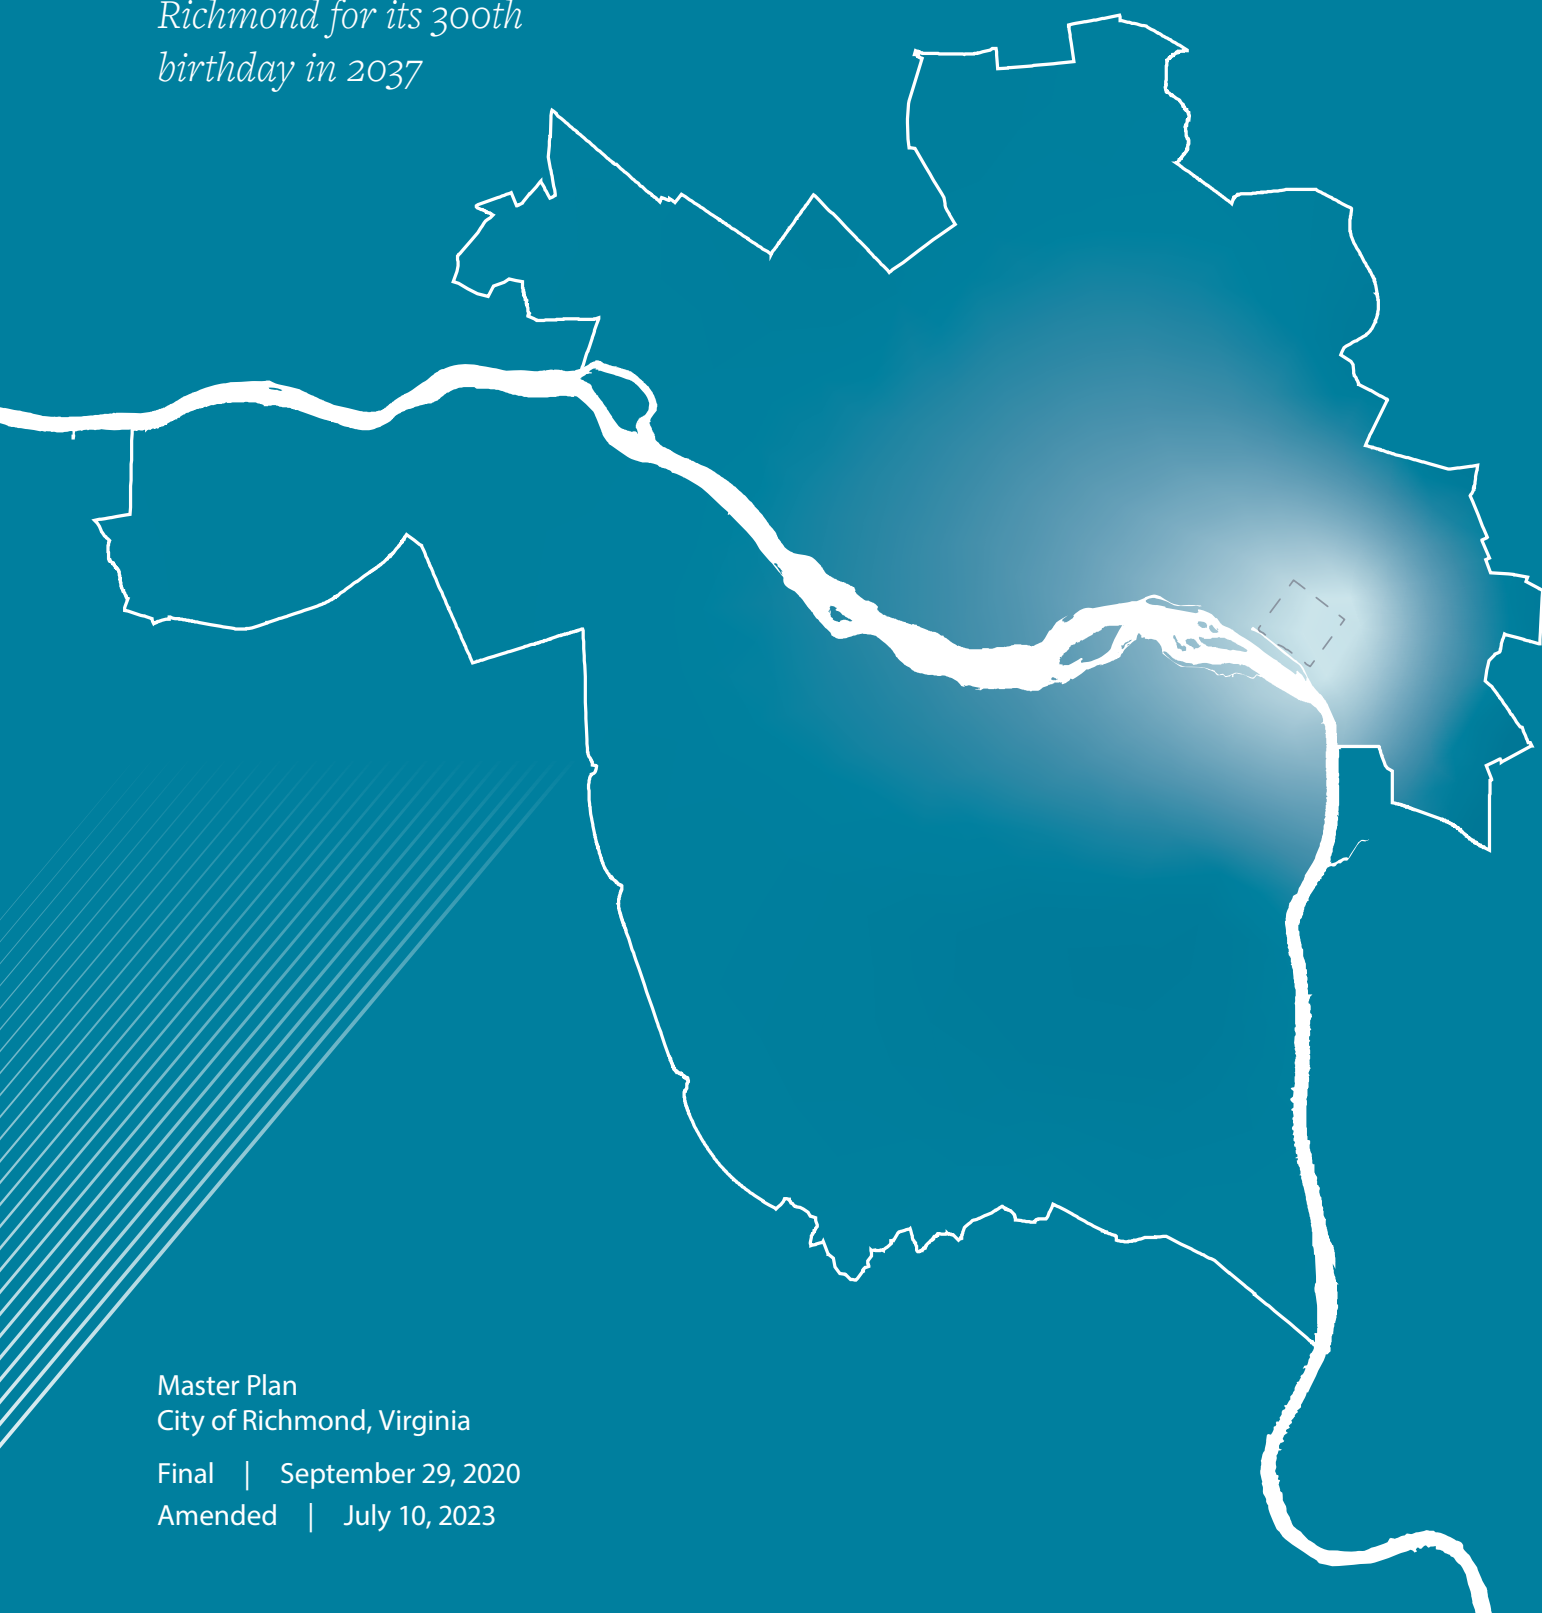 Richmond for its 300th
birthday in 2037
Master Plan
City of Richmond, Virginia
Final | September 29, 2020
Amended | July 10, 2023